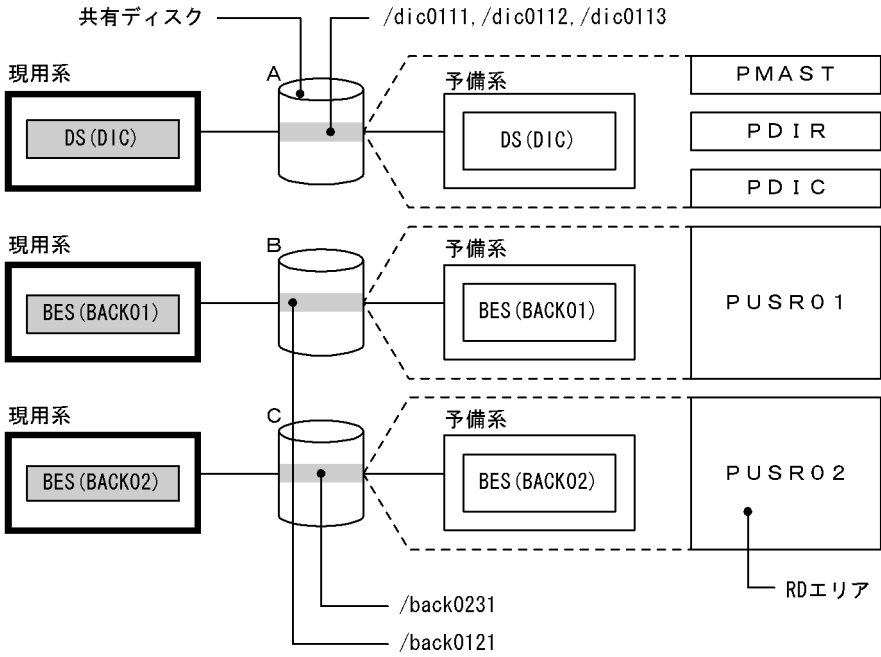 共有ディスク
/dic0111,/dic0112,/dic0113
現用系
A
予備系
PMAST
DS(DIC)
DS(DIC)
PDIR
PDIC
現用系
B
予備系
BES(BACK01)
BES(BACK01)
PUSR01
現用系
C
予備系
BES(BACK02)
BES(BACK02)
PUSR02
RDエリア
/back0231
/back0121